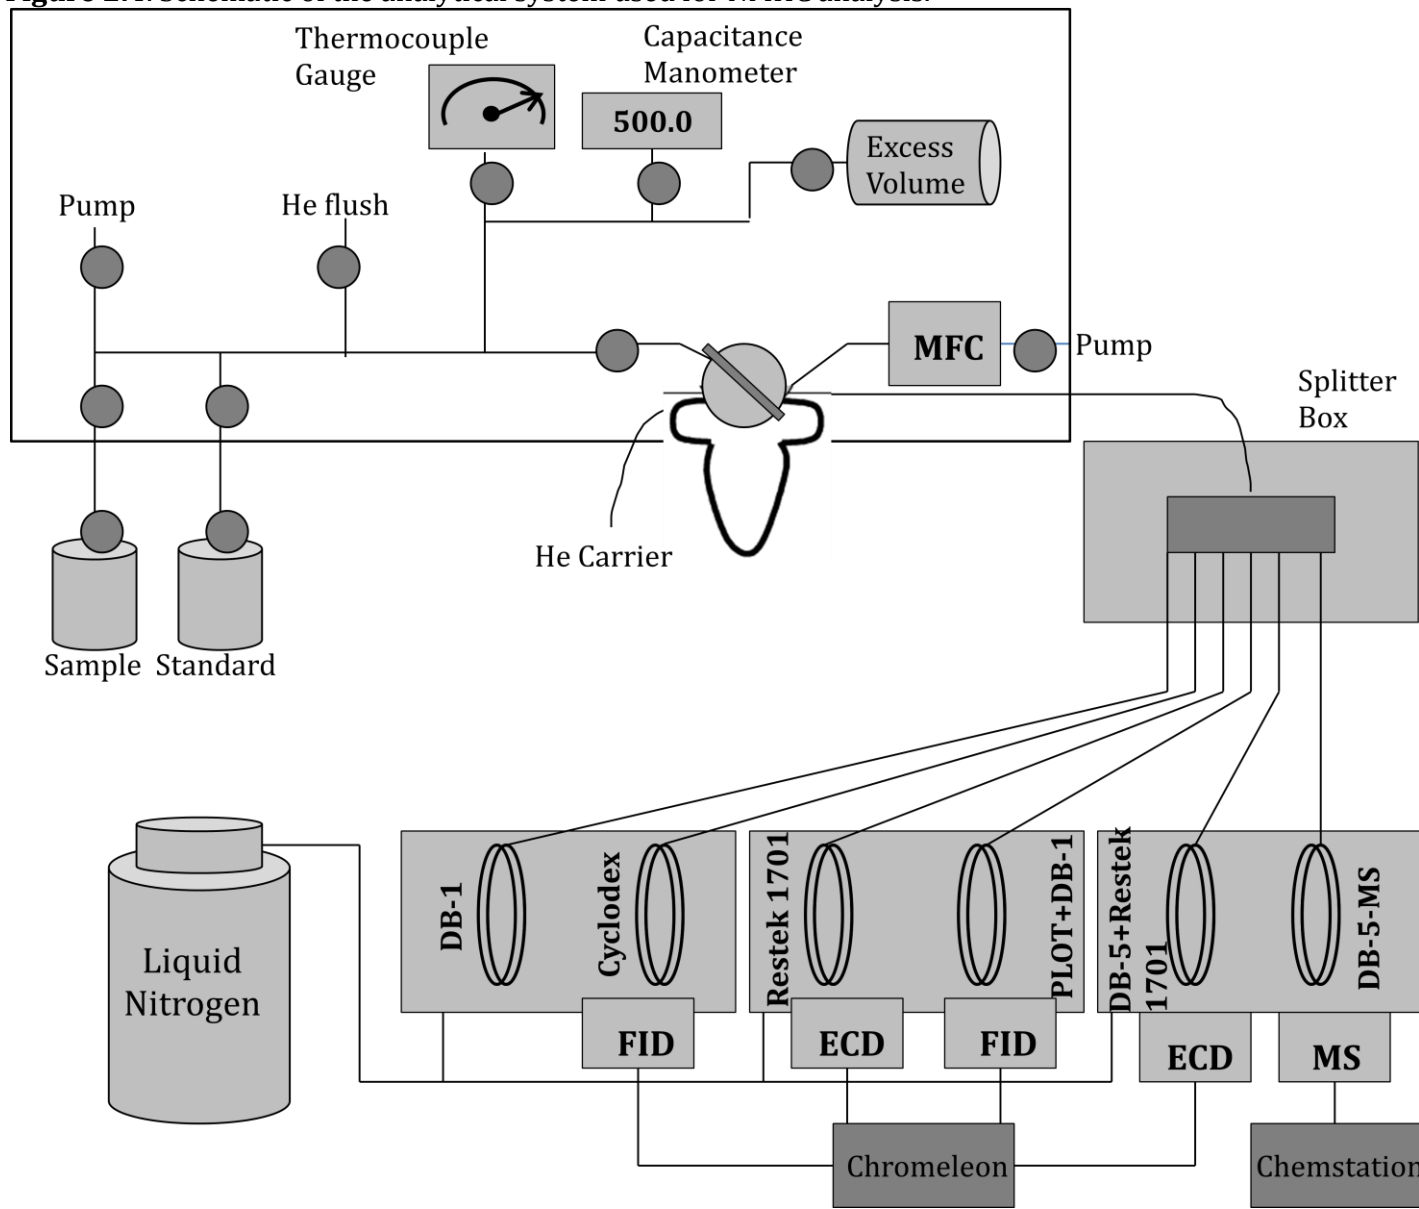 Thermocouple
Gauge
Capacitance
Manometer
500.0
Excess
Volume
Pump
He flush
MFC
Pump
Splitter
Box
He Carrier
Sample
Standard
Liquid
Nitrogen
DB-1
Cyclodex
Restek 1701
PLOT+DB-1
DB-5+Restek
1701
DB-5-MS
FID
ECD
FID
ECD
MS
Chromeleon
Chemstation